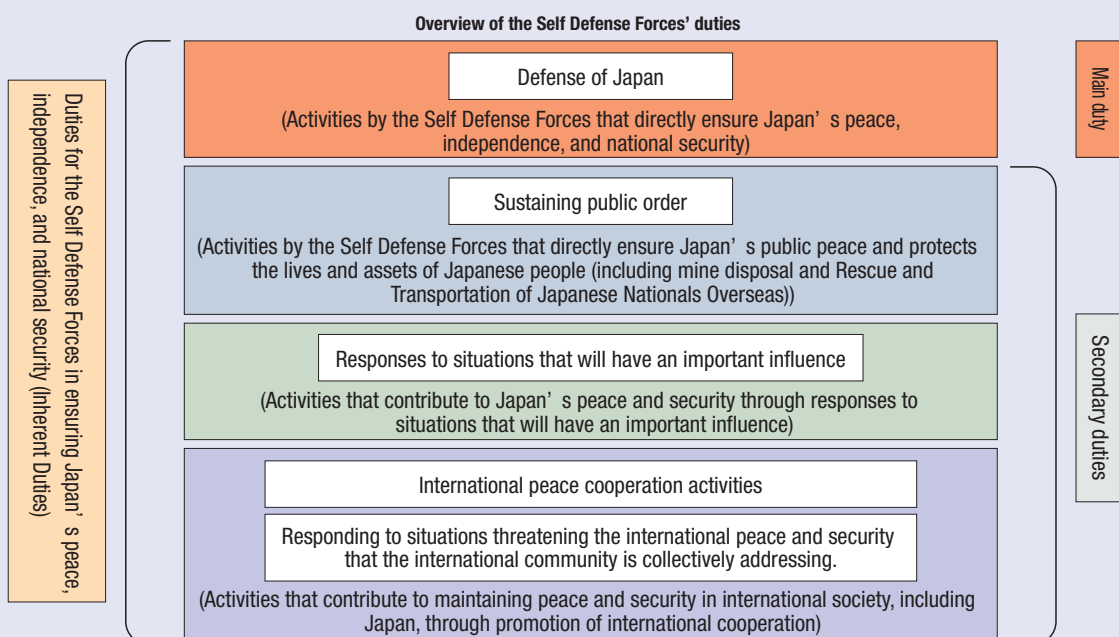 Overview of the Self Defense Forces' duties
Duties for the Self Defense Forces in ensuring Japan's peace,
independence, and national security (Inherent Duties)
Defense of Japan
(Activities by the Self Defense Forces that directly ensure Japan's peace,
independence, and national security)
Main duty
Sustaining public order
(Activities by the Self Defense Forces that directly ensure Japan's public peace and protects
the lives and assets of Japanese people (including mine disposal and Rescue and
Transportation of Japanese Nationals Overseas))
Responses to situations that will have an important influence
(Activities that contribute to Japan's peace and security through responses to
situations that will have an important influence)
International peace cooperation activities
Responding to situations threatening the international peace and security
that the international community is collectively addressing.
(Activities that contribute to maintaining peace and security in international society, including
Japan, through promotion of international cooperation)
Secondary duties